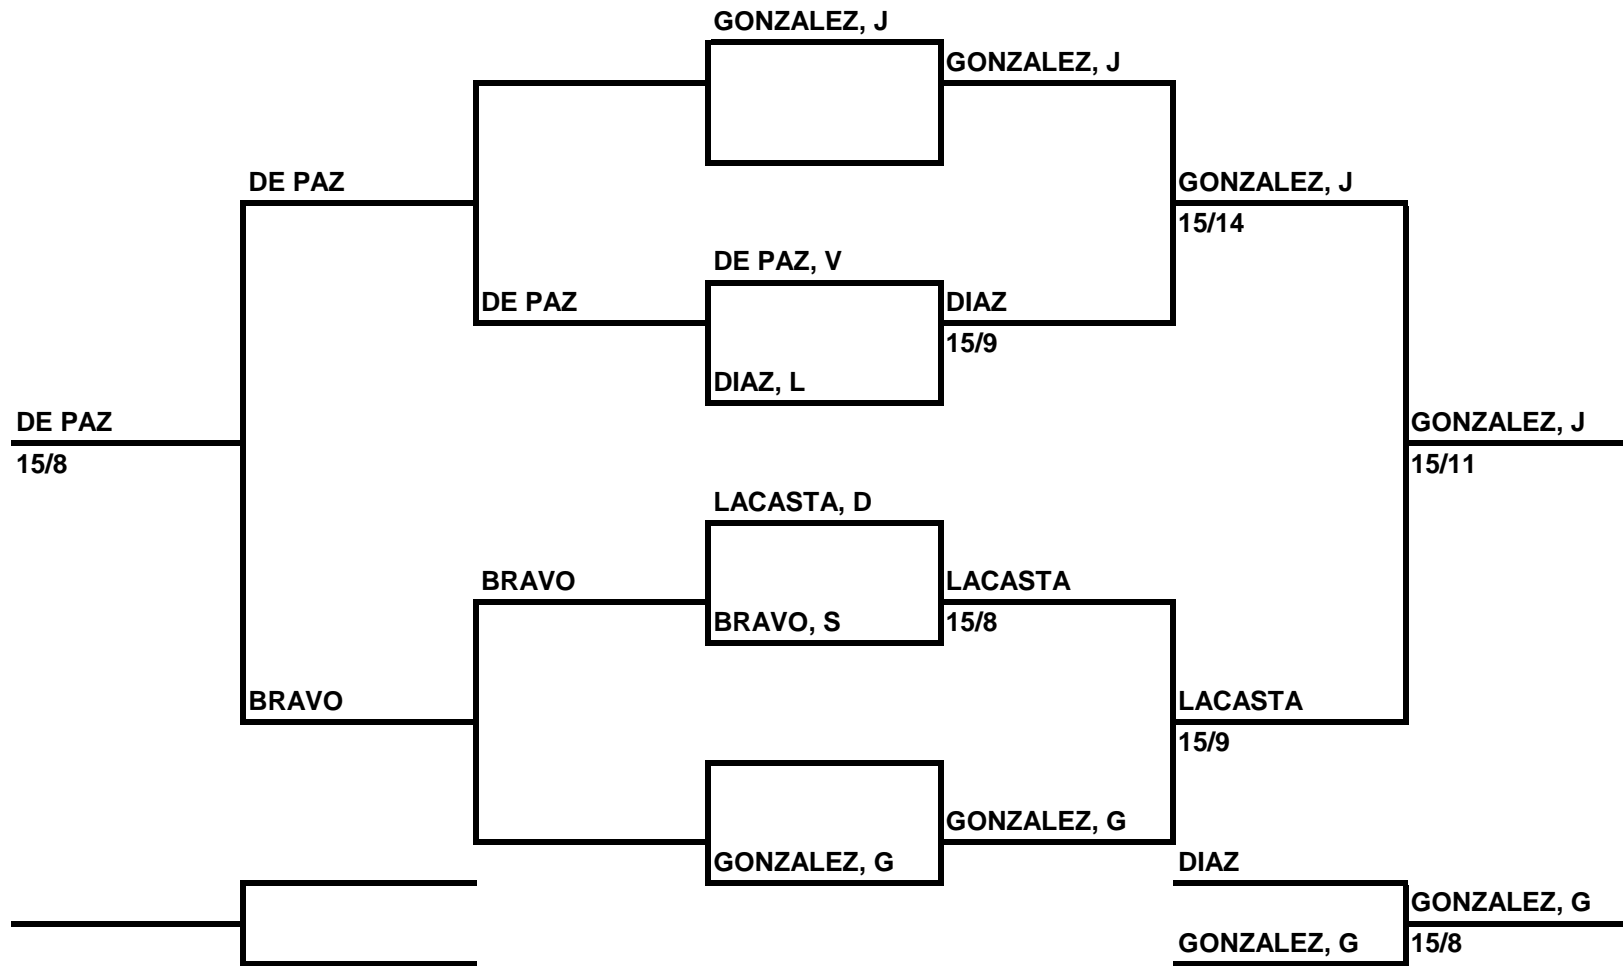 GONZALEZ, J
GONZALEZ, J
DE PAZ
GONZALEZ, J
15/14
DE PAZ, V
DE PAZ
DIAZ
15/9
DIAZ, L
DE PAZ
GONZALEZ, J
15/8
15/11
LACASTA, D
BRAVO
LACASTA
BRAVO, S
15/8
BRAVO
LACASTA
15/9
GONZALEZ, G
GONZALEZ, G
DIAZ
GONZALEZ, G
GONZALEZ, G
15/8